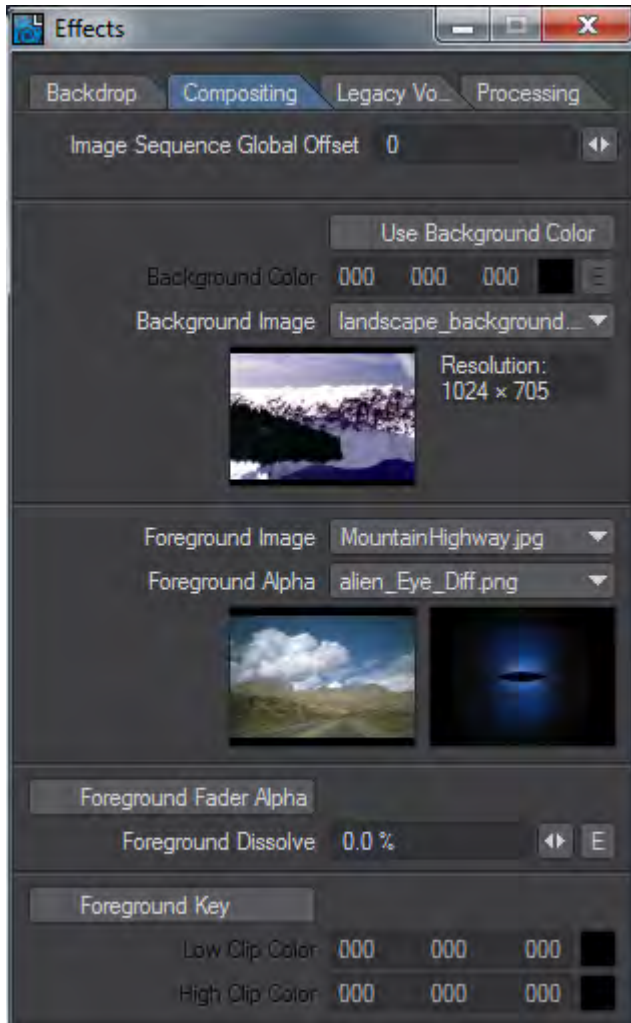 Effects
Backdrop Compositing Legacy Vo... Processing
Image Sequence Global Offset 0
Use Background Color
Background Color 000 000 000 E
Background Image landscape_background...
Resolution:
1024 × 705
Foreground Image MountainHighway.jpg
Foreground Alpha alien_Eye_Diff.png
Foreground Fader Alpha
Foreground Dissolve 0.0 % E
Foreground Key
Low Clip Color 000 000 000
High Clip Color 000 000 000